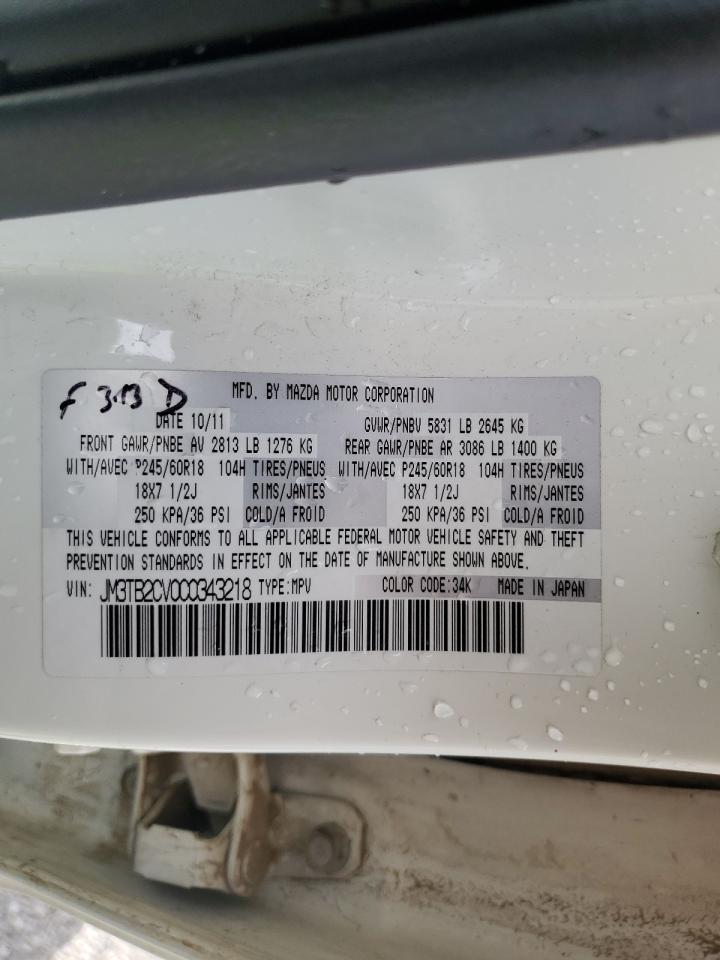 MFD. BY MAZDA MOTOR CORPORATION
DATE 10/11 GVWR/PNBV 5831 LB 2645 KG
FRONT GAWR/PNBE AV 2813 LB 1276 KG REAR GAWR/PNBE AR 3086 LB 1400 KG
WITH/AVEC P245/60R18 104H TIRES/PNEUS WITH/AVEC P245/60R18 104H TIRES/PNEUS
18X7 1/2J RIMS/JANTES 18X7 1/2J RIMS/JANTES
250 KPA/36 PSI COLD/A FROID 250 KPA/36 PSI COLD/A FROID
THIS VEHICLE CONFORMS TO ALL APPLICABLE FEDERAL MOTOR VEHICLE SAFETY AND THEFT
PREVENTION STANDARDS IN EFFECT ON THE DATE OF MANUFACTURE SHOWN ABOVE.
VIN: JM3TB2CV0C0343218 TYPE:MPV COLOR CODE:34K MADE IN JAPAN